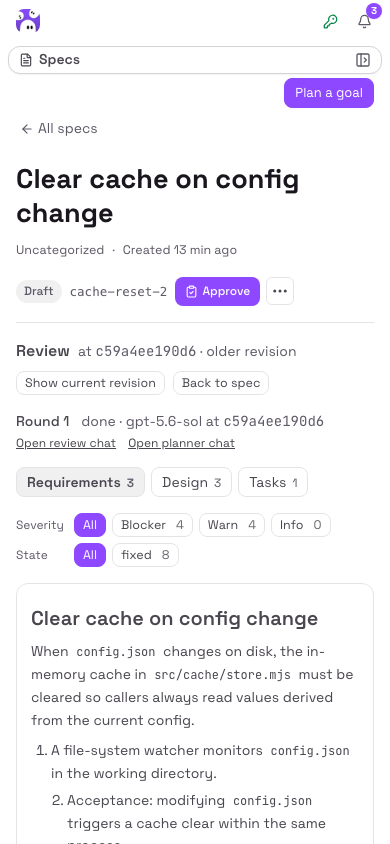 3
Specs
Plan a goal
← All specs
Clear cache on config
change
Uncategorized · Created 13 min ago
Draft cache-reset-2 Approve
Review at c59a4ee190d6 · older revision
Show current revision Back to spec
Round 1 done · gpt-5.6-sol at c59a4ee190d6
Open review chat Open planner chat
Requirements 3 Design 3 Tasks 1
Severity All Blocker 4 Warn 4 Info 0
State All fixed 8
Clear cache on config change
When config.json changes on disk, the in-
memory cache in src/cache/store.mjs must be
cleared so callers always read values derived
from the current config.
1. A file-system watcher monitors config.json
in the working directory.
2. Acceptance: modifying config.json
triggers a cache clear within the same